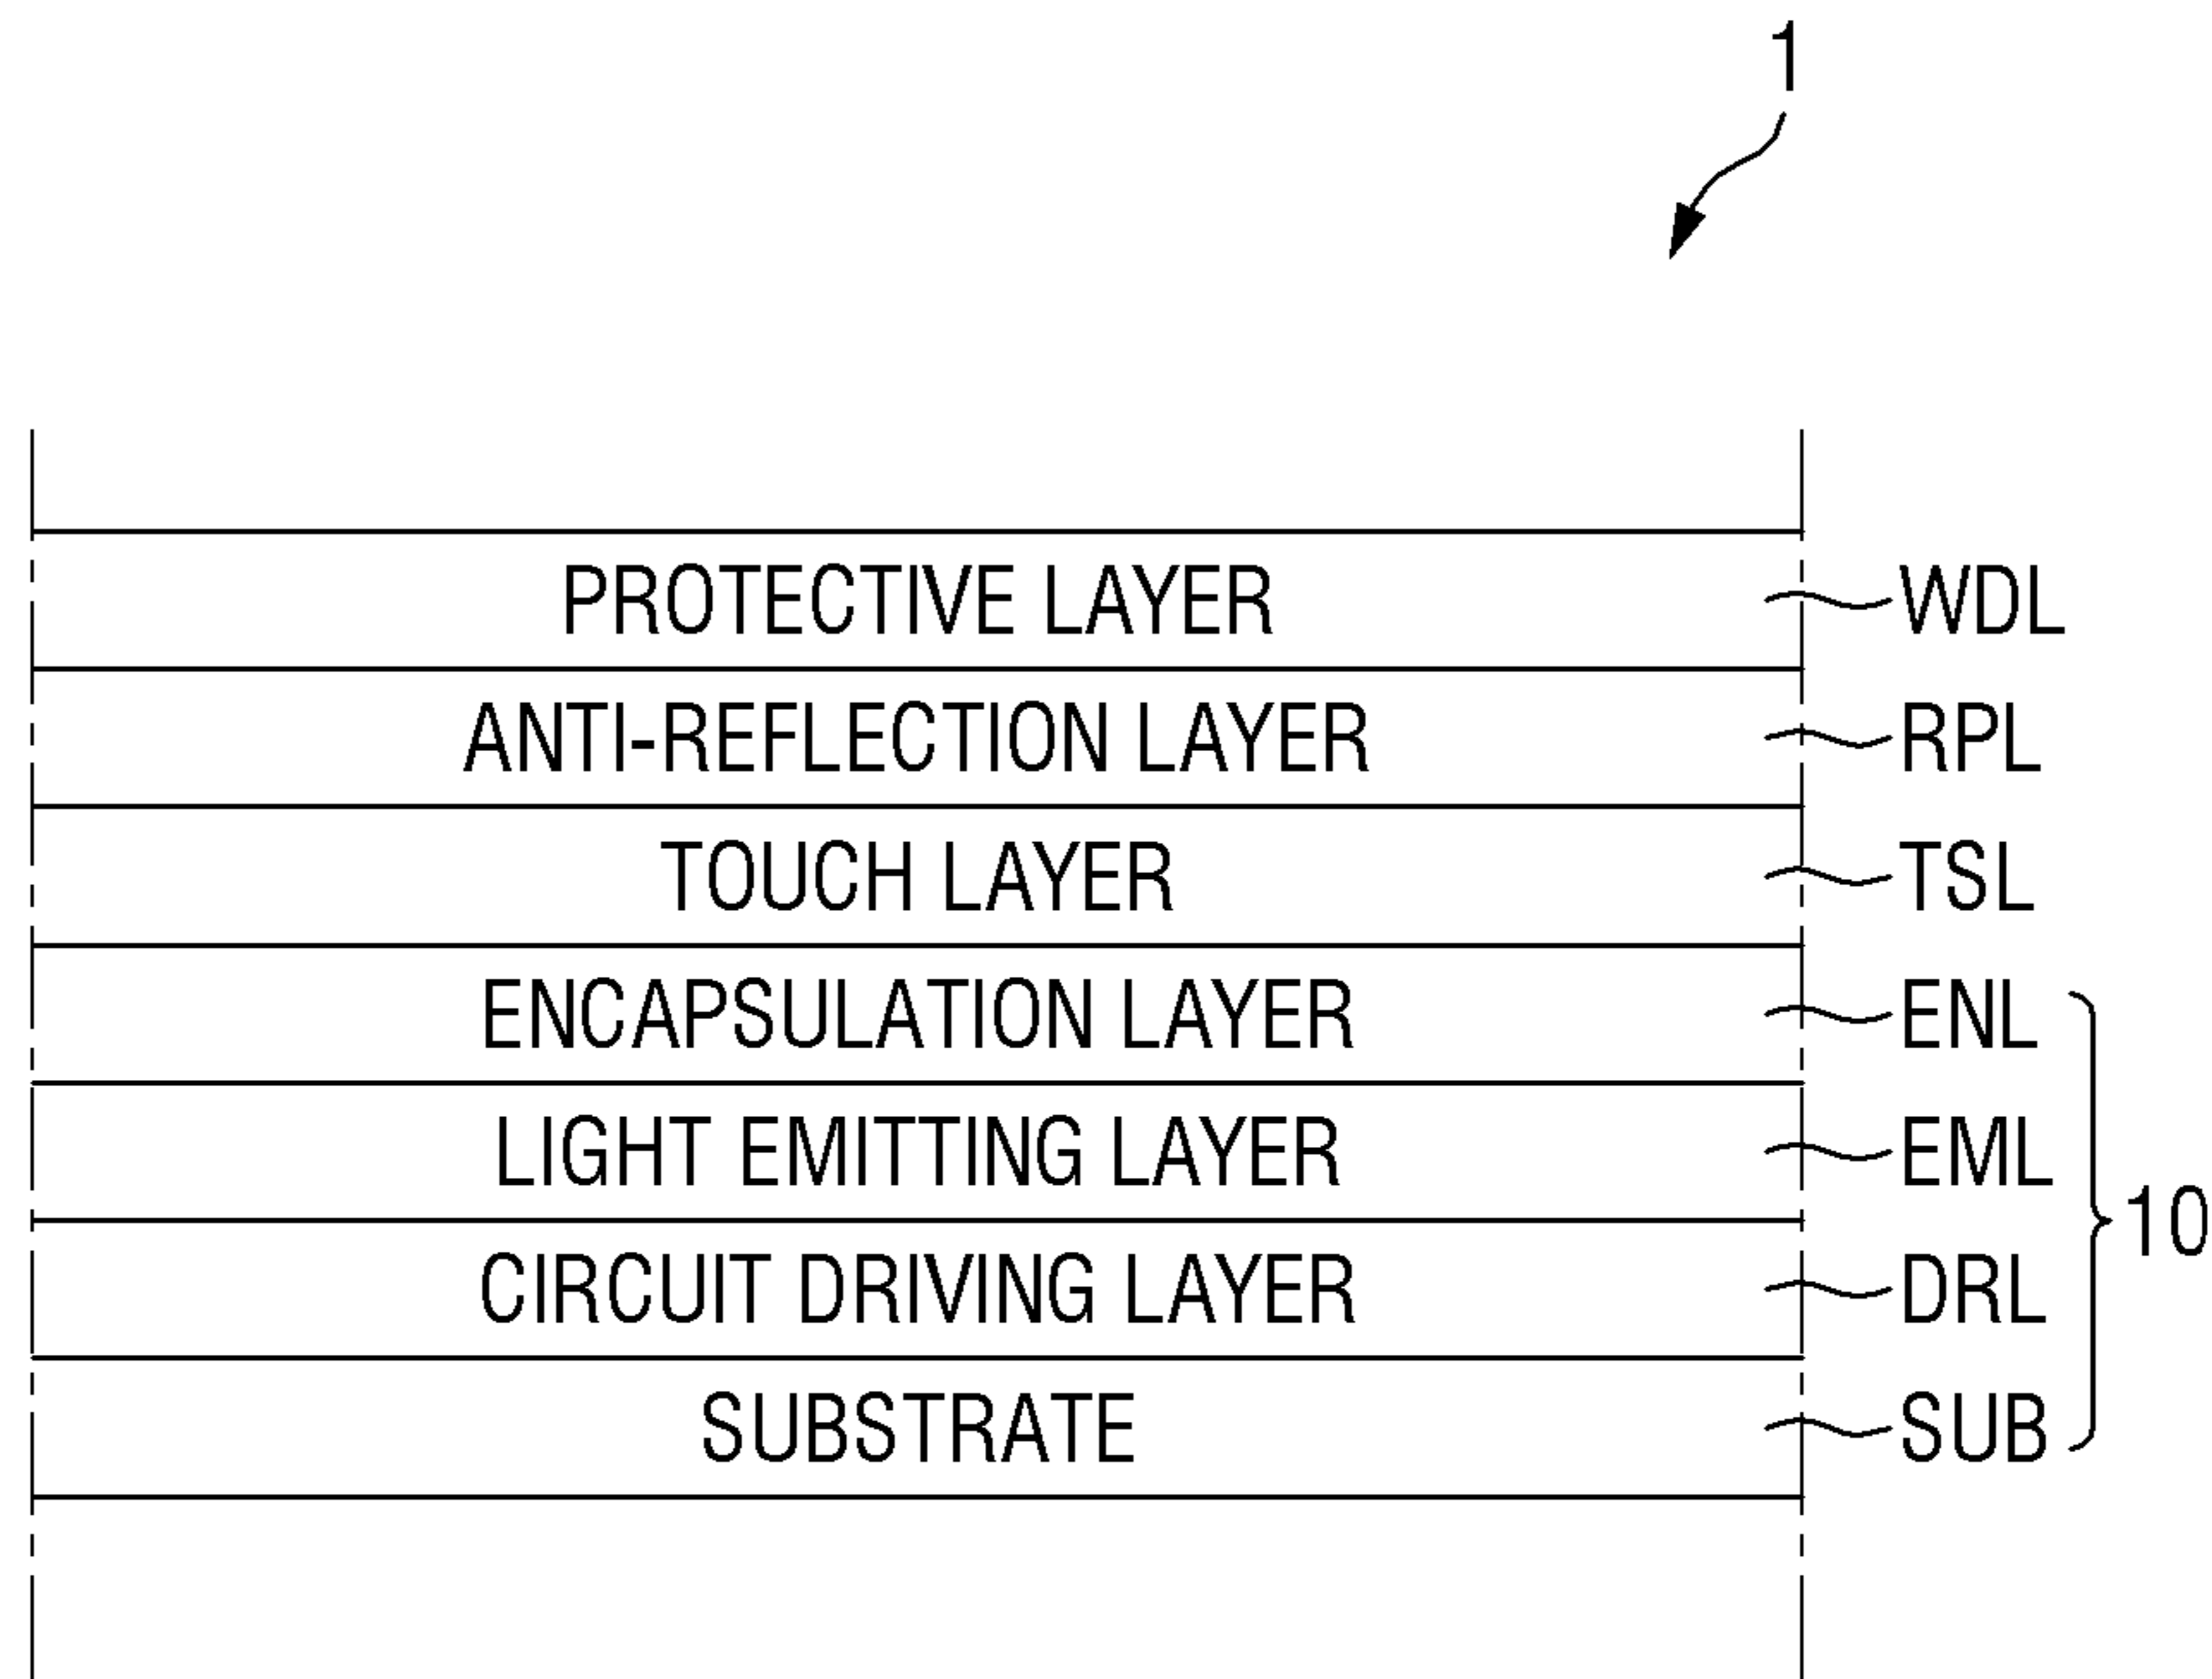 1
PROTECTIVE LAYER WDL
ANTI-REFLECTION LAYER RPL
TOUCH LAYER TSL
ENCAPSULATION LAYER ENL
LIGHT EMITTING LAYER EML
10
CIRCUIT DRIVING LAYER DRL
SUBSTRATE SUB